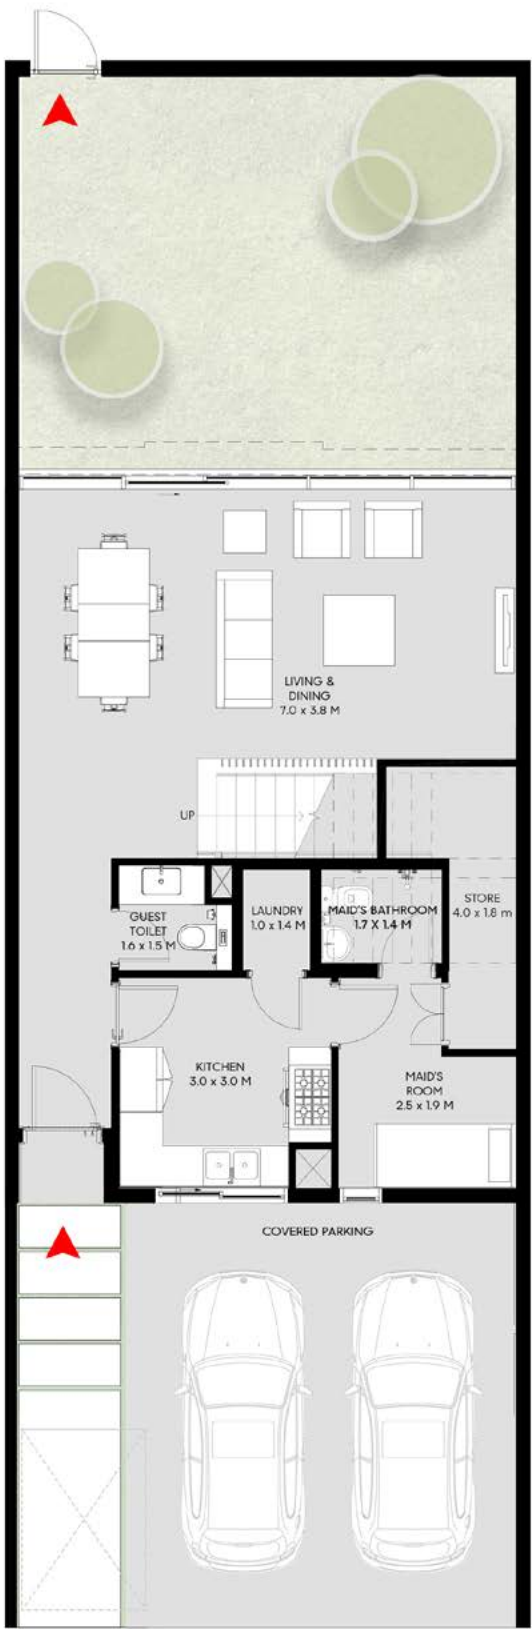 LIVING &
DINING
7.0 x 3.8 M
UP
GUEST
TOILET
1.6 x 1.5 M
LAUNDRY
1.0 x 1.4 M
MAID'S BATHROOM
1.7 X 1.4 M
STORE
4.0 x 1.8 m
KITCHEN
3.0 x 3.0 M
MAID'S
ROOM
2.5 x 1.9 M
COVERED PARKING